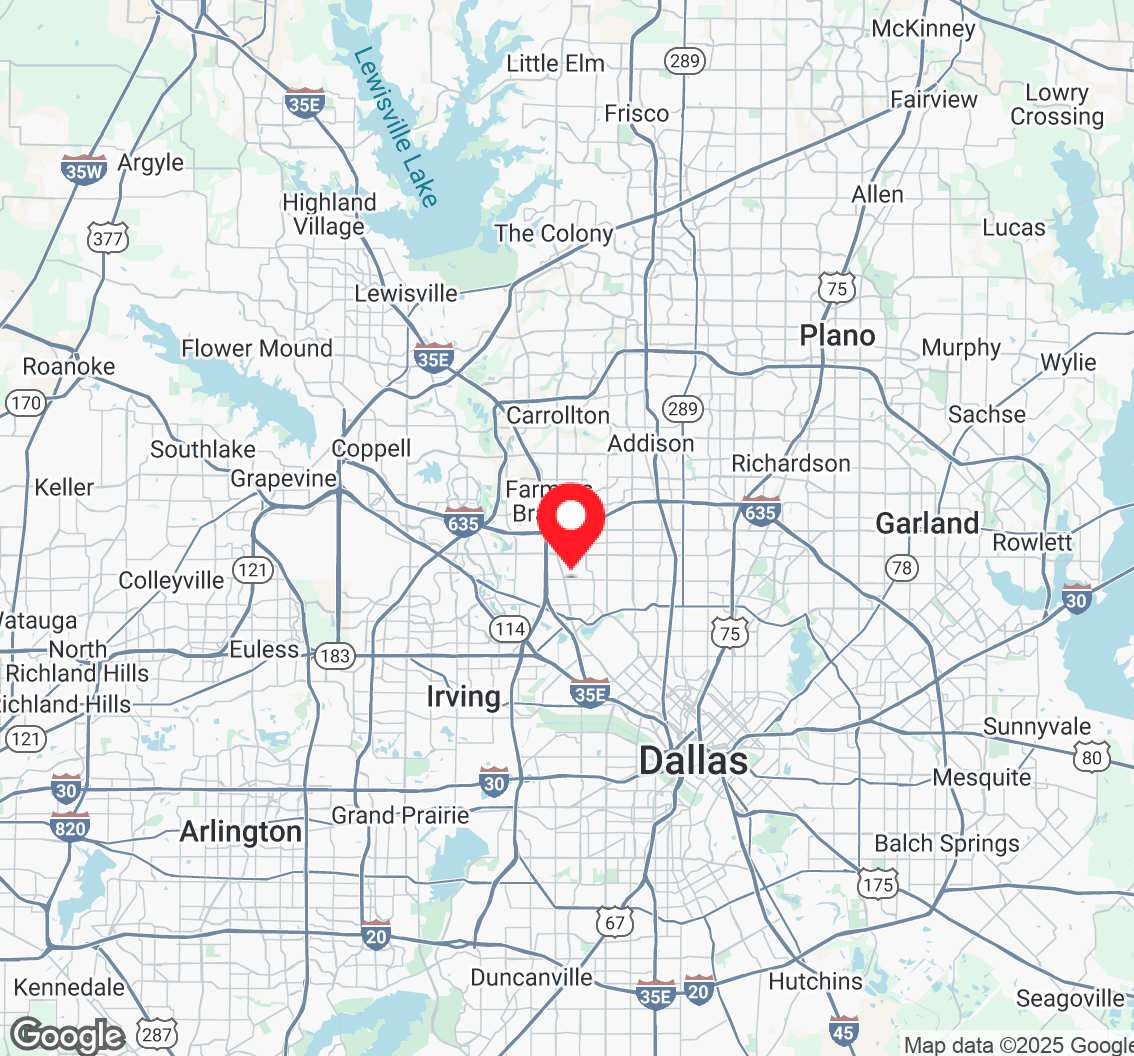 McKinney
Little Elm
289
Fairview
Lowry
Crossing
35E
Frisco
Lewisville Lake
Argyle
35W
Allen
Highland
Village
377
The Colony
Lucas
75
Lewisville
Plano
Flower Mound
35E
Murphy
Wylie
Roanoke
170
Carrollton
289
Sachse
Addison
Southlake
Coppell
Richardson
Grapevine
Keller
635
635
Garland
Rowlett
121
Colleyville
78
30
114
75
North
Richland Hills
Euless
183
Irving
35E
121
Sunnyvale
80
Dallas
30
30
Mesquite
820
Arlington
Grand Prairie
Balch Springs
175
67
20
Duncanville
Hutchins
Kennedale
35E
20
Seagoville
287
45
Google
Map data ©2025 Google